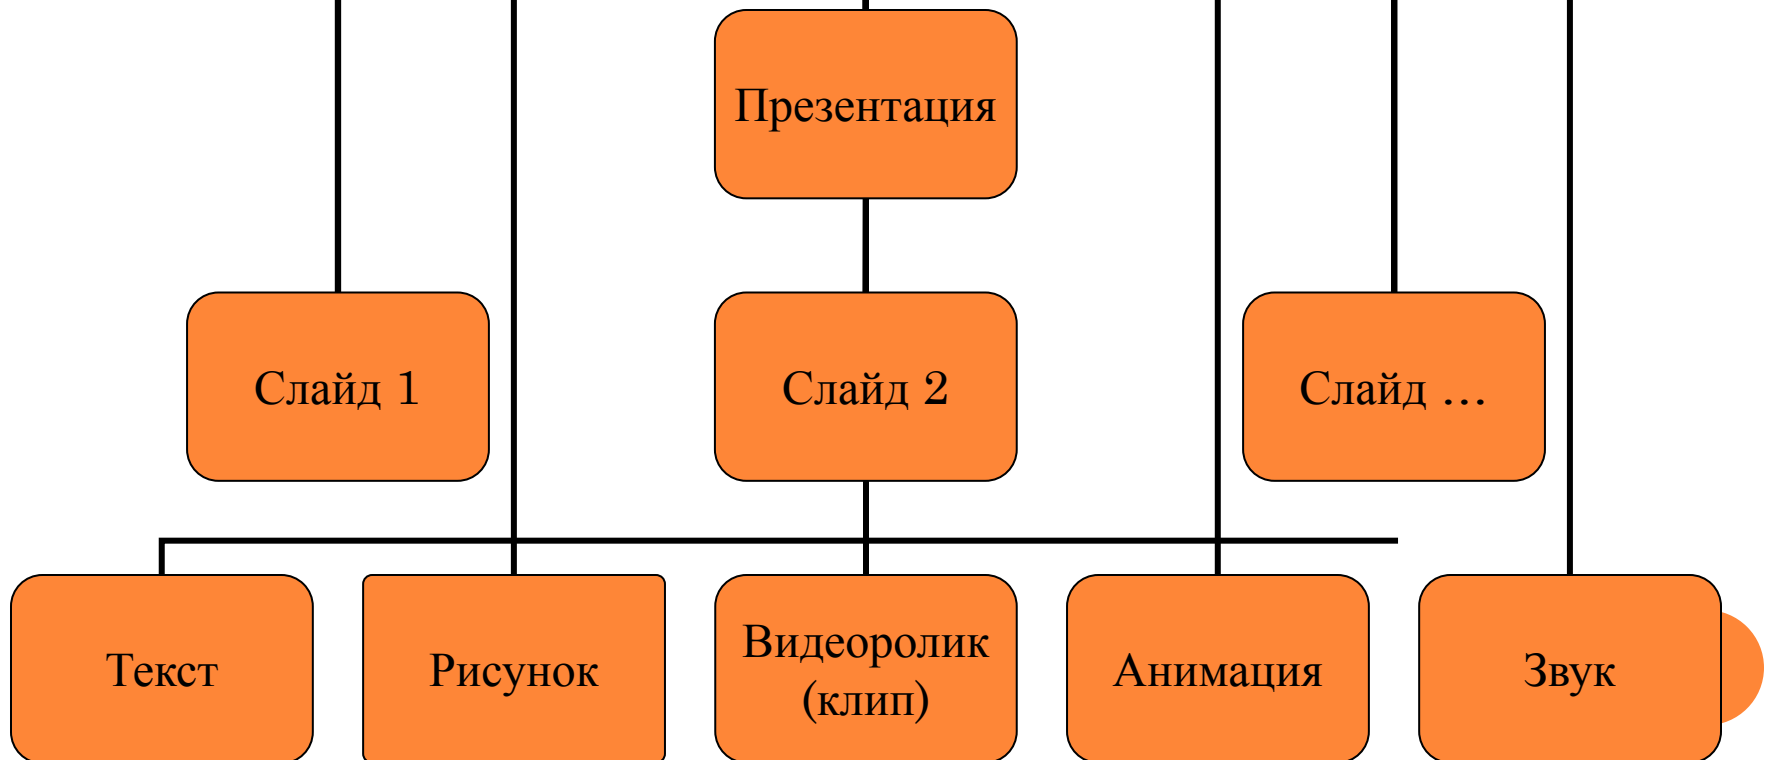 Презентация
Слайд 1
Слайд 2
Слайд ...
Текст
Рисунок
Видеоролик
(клип)
Анимация
Звук